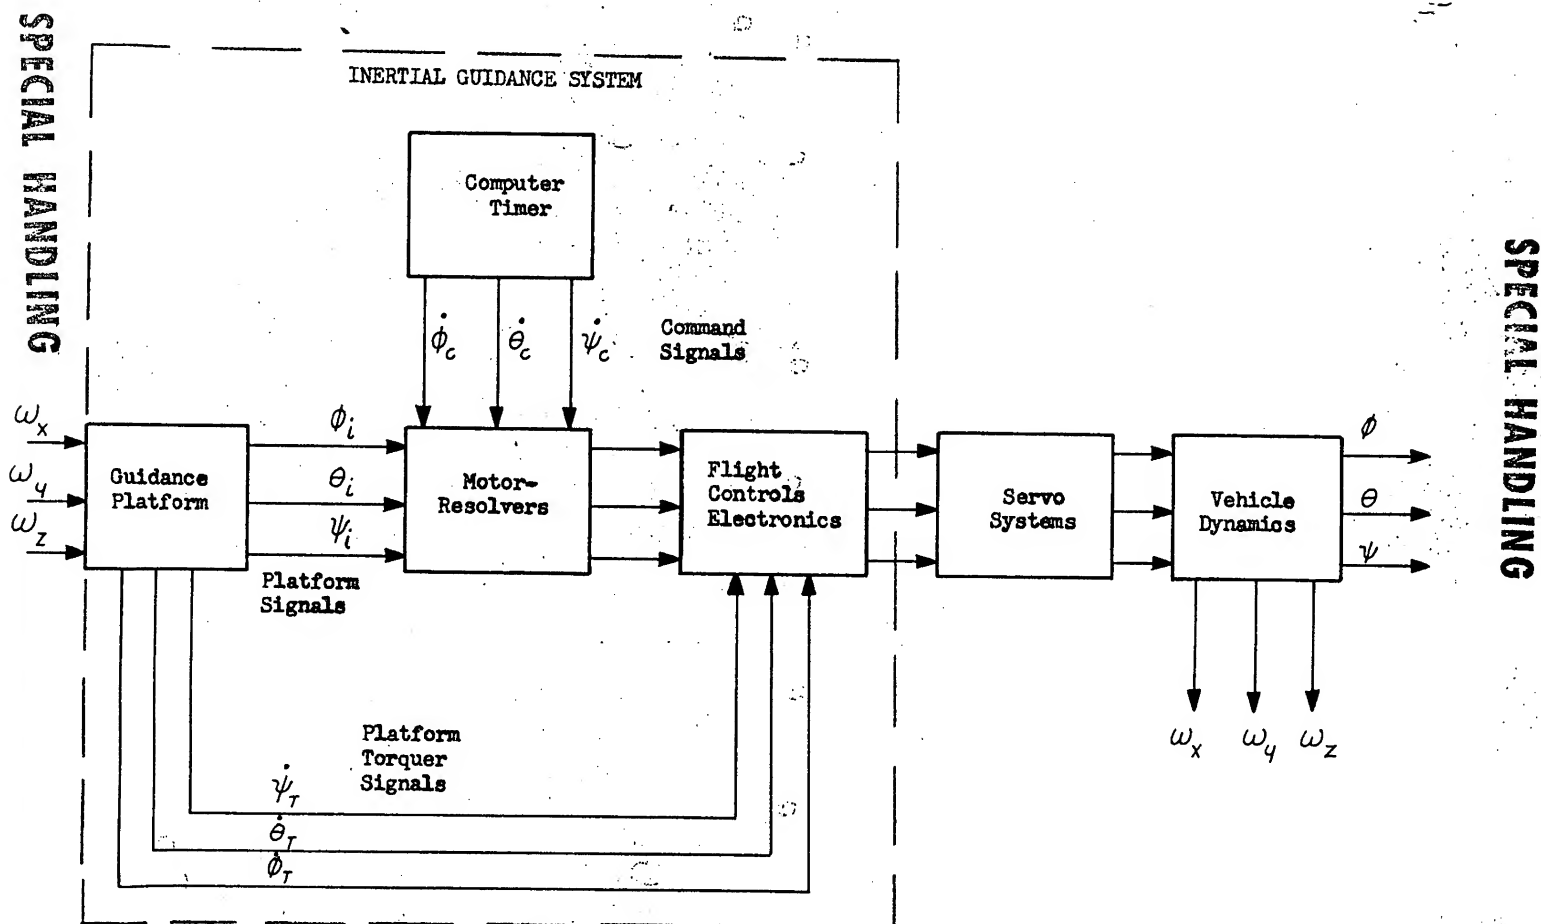 SPECIAL HANDLING
INERTIAL GUIDANCE SYSTEM
Computer
Timer
ϕ̇c
θ̇c
ψ̇c
Command
Signals
ωx
ωy
ωz
Guidance
Platform
ϕi
θi
ψi
Platform
Signals
Motor-
Resolvers
Flight
Controls
Electronics
Servo
Systems
Vehicle
Dynamics
ϕ
θ
ψ
ωx
ωy
ωz
Platform
Torquer
Signals
ψ̇T
θ̇T
ϕ̇T
SPECIAL HANDLING